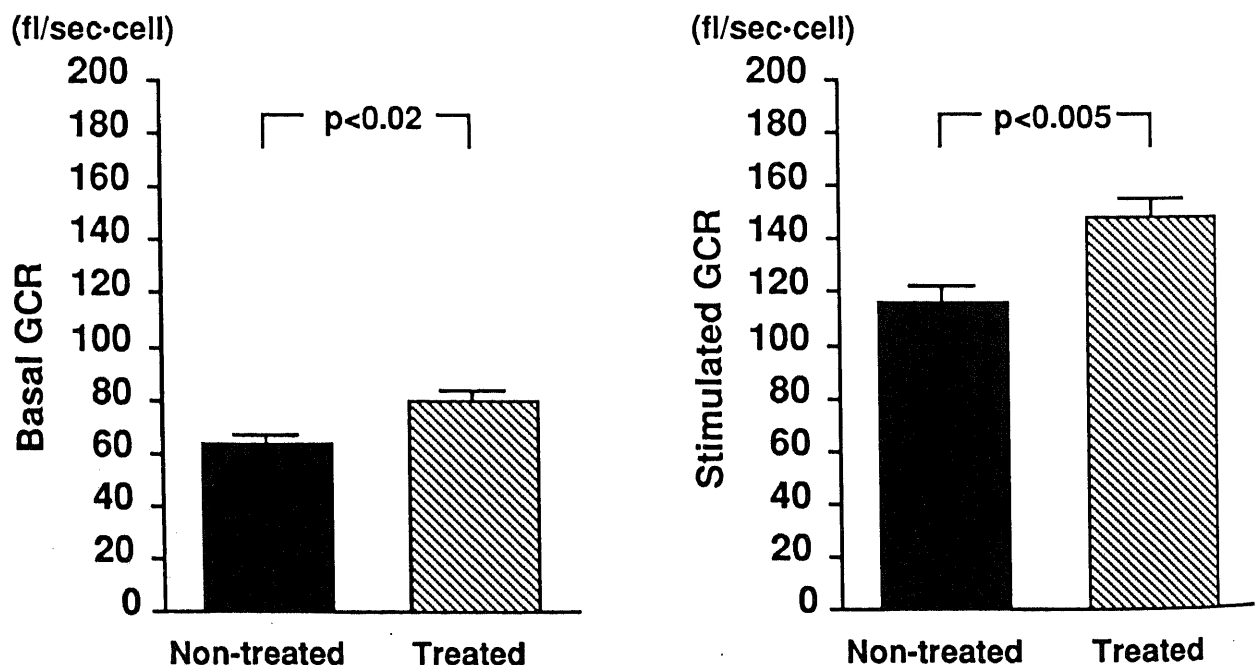 (fl/sec•cell)
200
180
160
140
120
100
80
60
40
20
0
Basal GCR
p<0.02
Non-treated
Treated
(fl/sec•cell)
200
180
160
140
120
100
80
60
40
20
0
Stimulated GCR
p<0.005
Non-treated
Treated